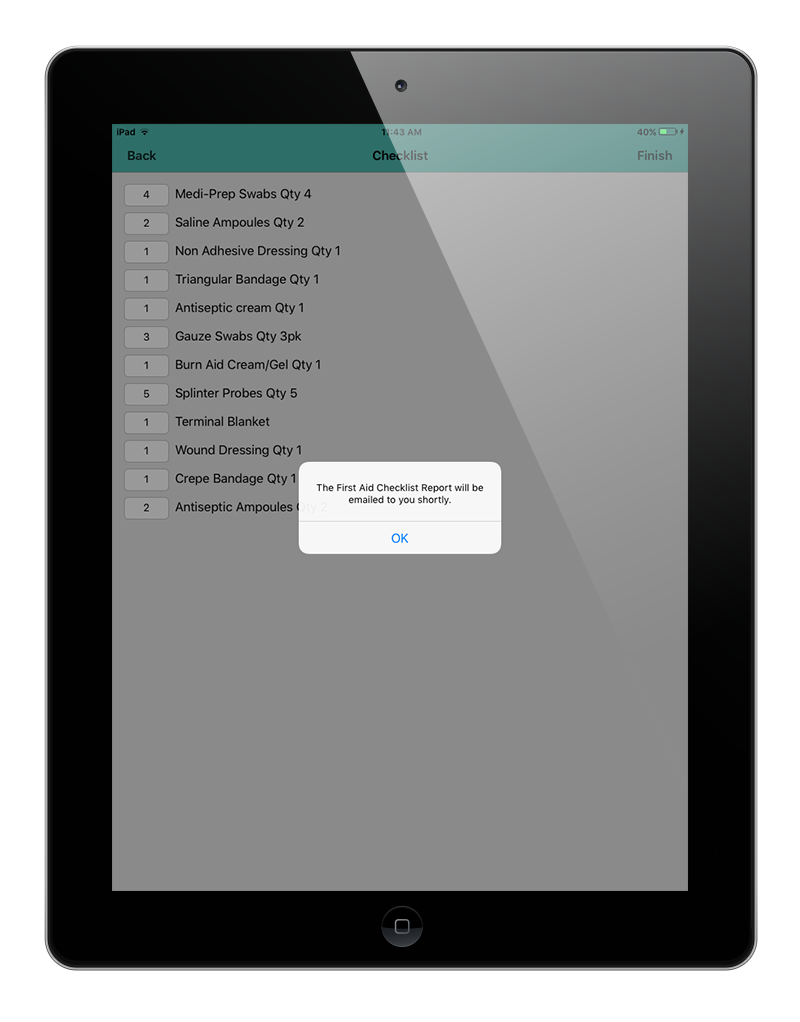 iPad 11:43 AM 40%
Back Checklist Finish
4 Medi-Prep Swabs Qty 4
2 Saline Ampoules Qty 2
1 Non Adhesive Dressing Qty 1
1 Triangular Bandage Qty 1
1 Antiseptic cream Qty 1
3 Gauze Swabs Qty 3pk
1 Burn Aid Cream/Gel Qty 1
5 Splinter Probes Qty 5
1 Terminal Blanket
1 Wound Dressing Qty 1
1 Crepe Bandage Qty 1
2 Antiseptic Ampoules Qty 2
The First Aid Checklist Report will be
emailed to you shortly.
OK